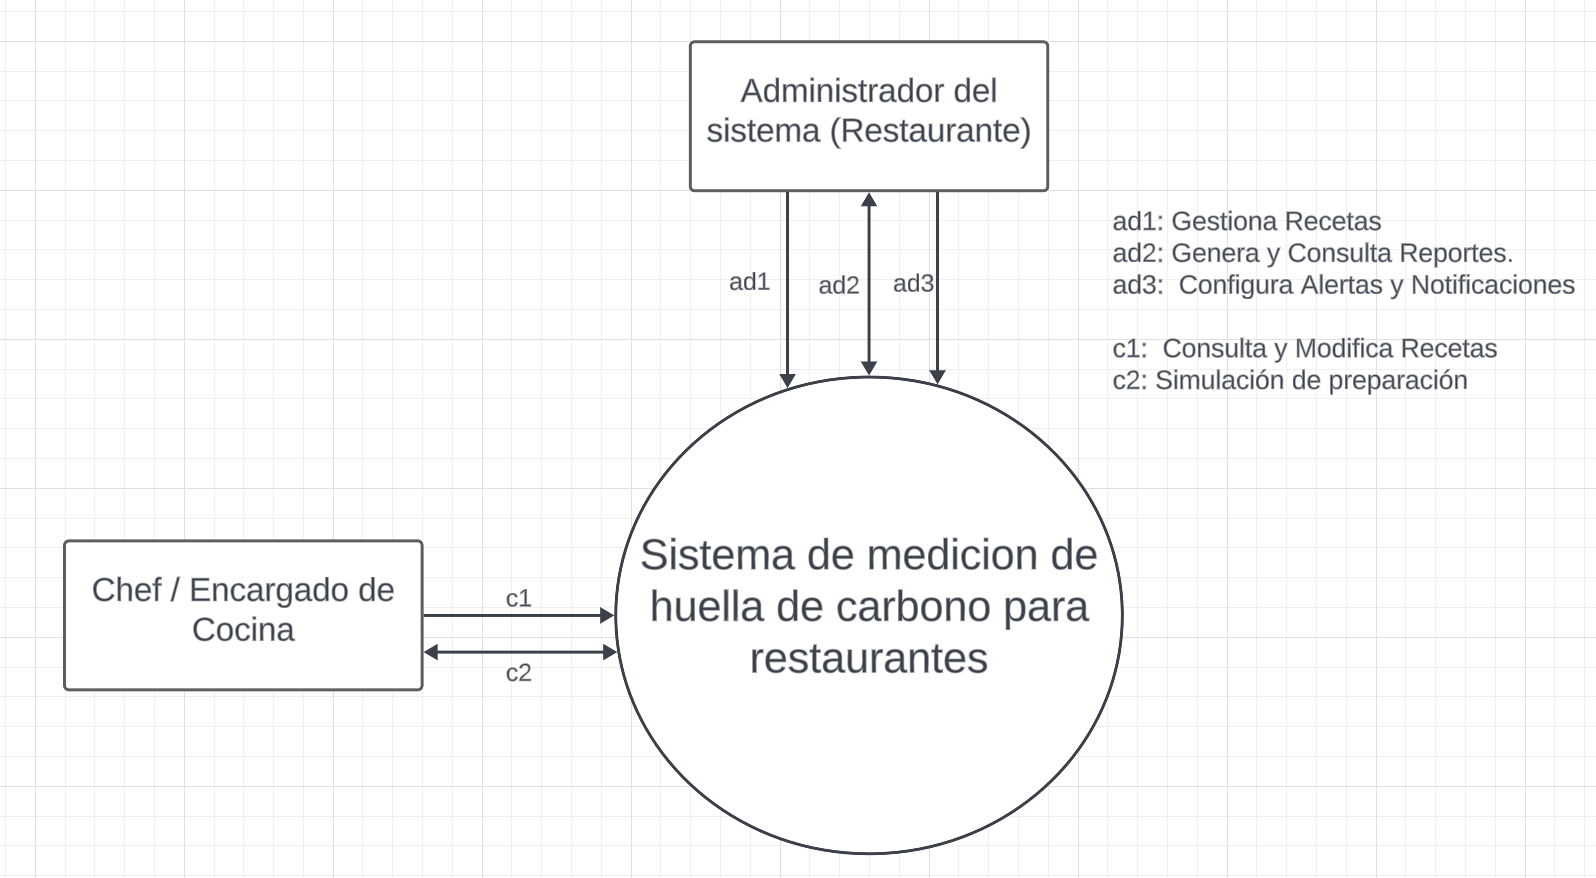 Administrador del
sistema (Restaurante)
ad1
ad2
ad3
ad1: Gestiona Recetas
ad2: Genera y Consulta Reportes.
ad3:  Configura Alertas y Notificaciones
c1:  Consulta y Modifica Recetas
c2: Simulación de preparación
Chef / Encargado de
Cocina
c1
c2
Sistema de medicion de
huella de carbono para
restaurantes